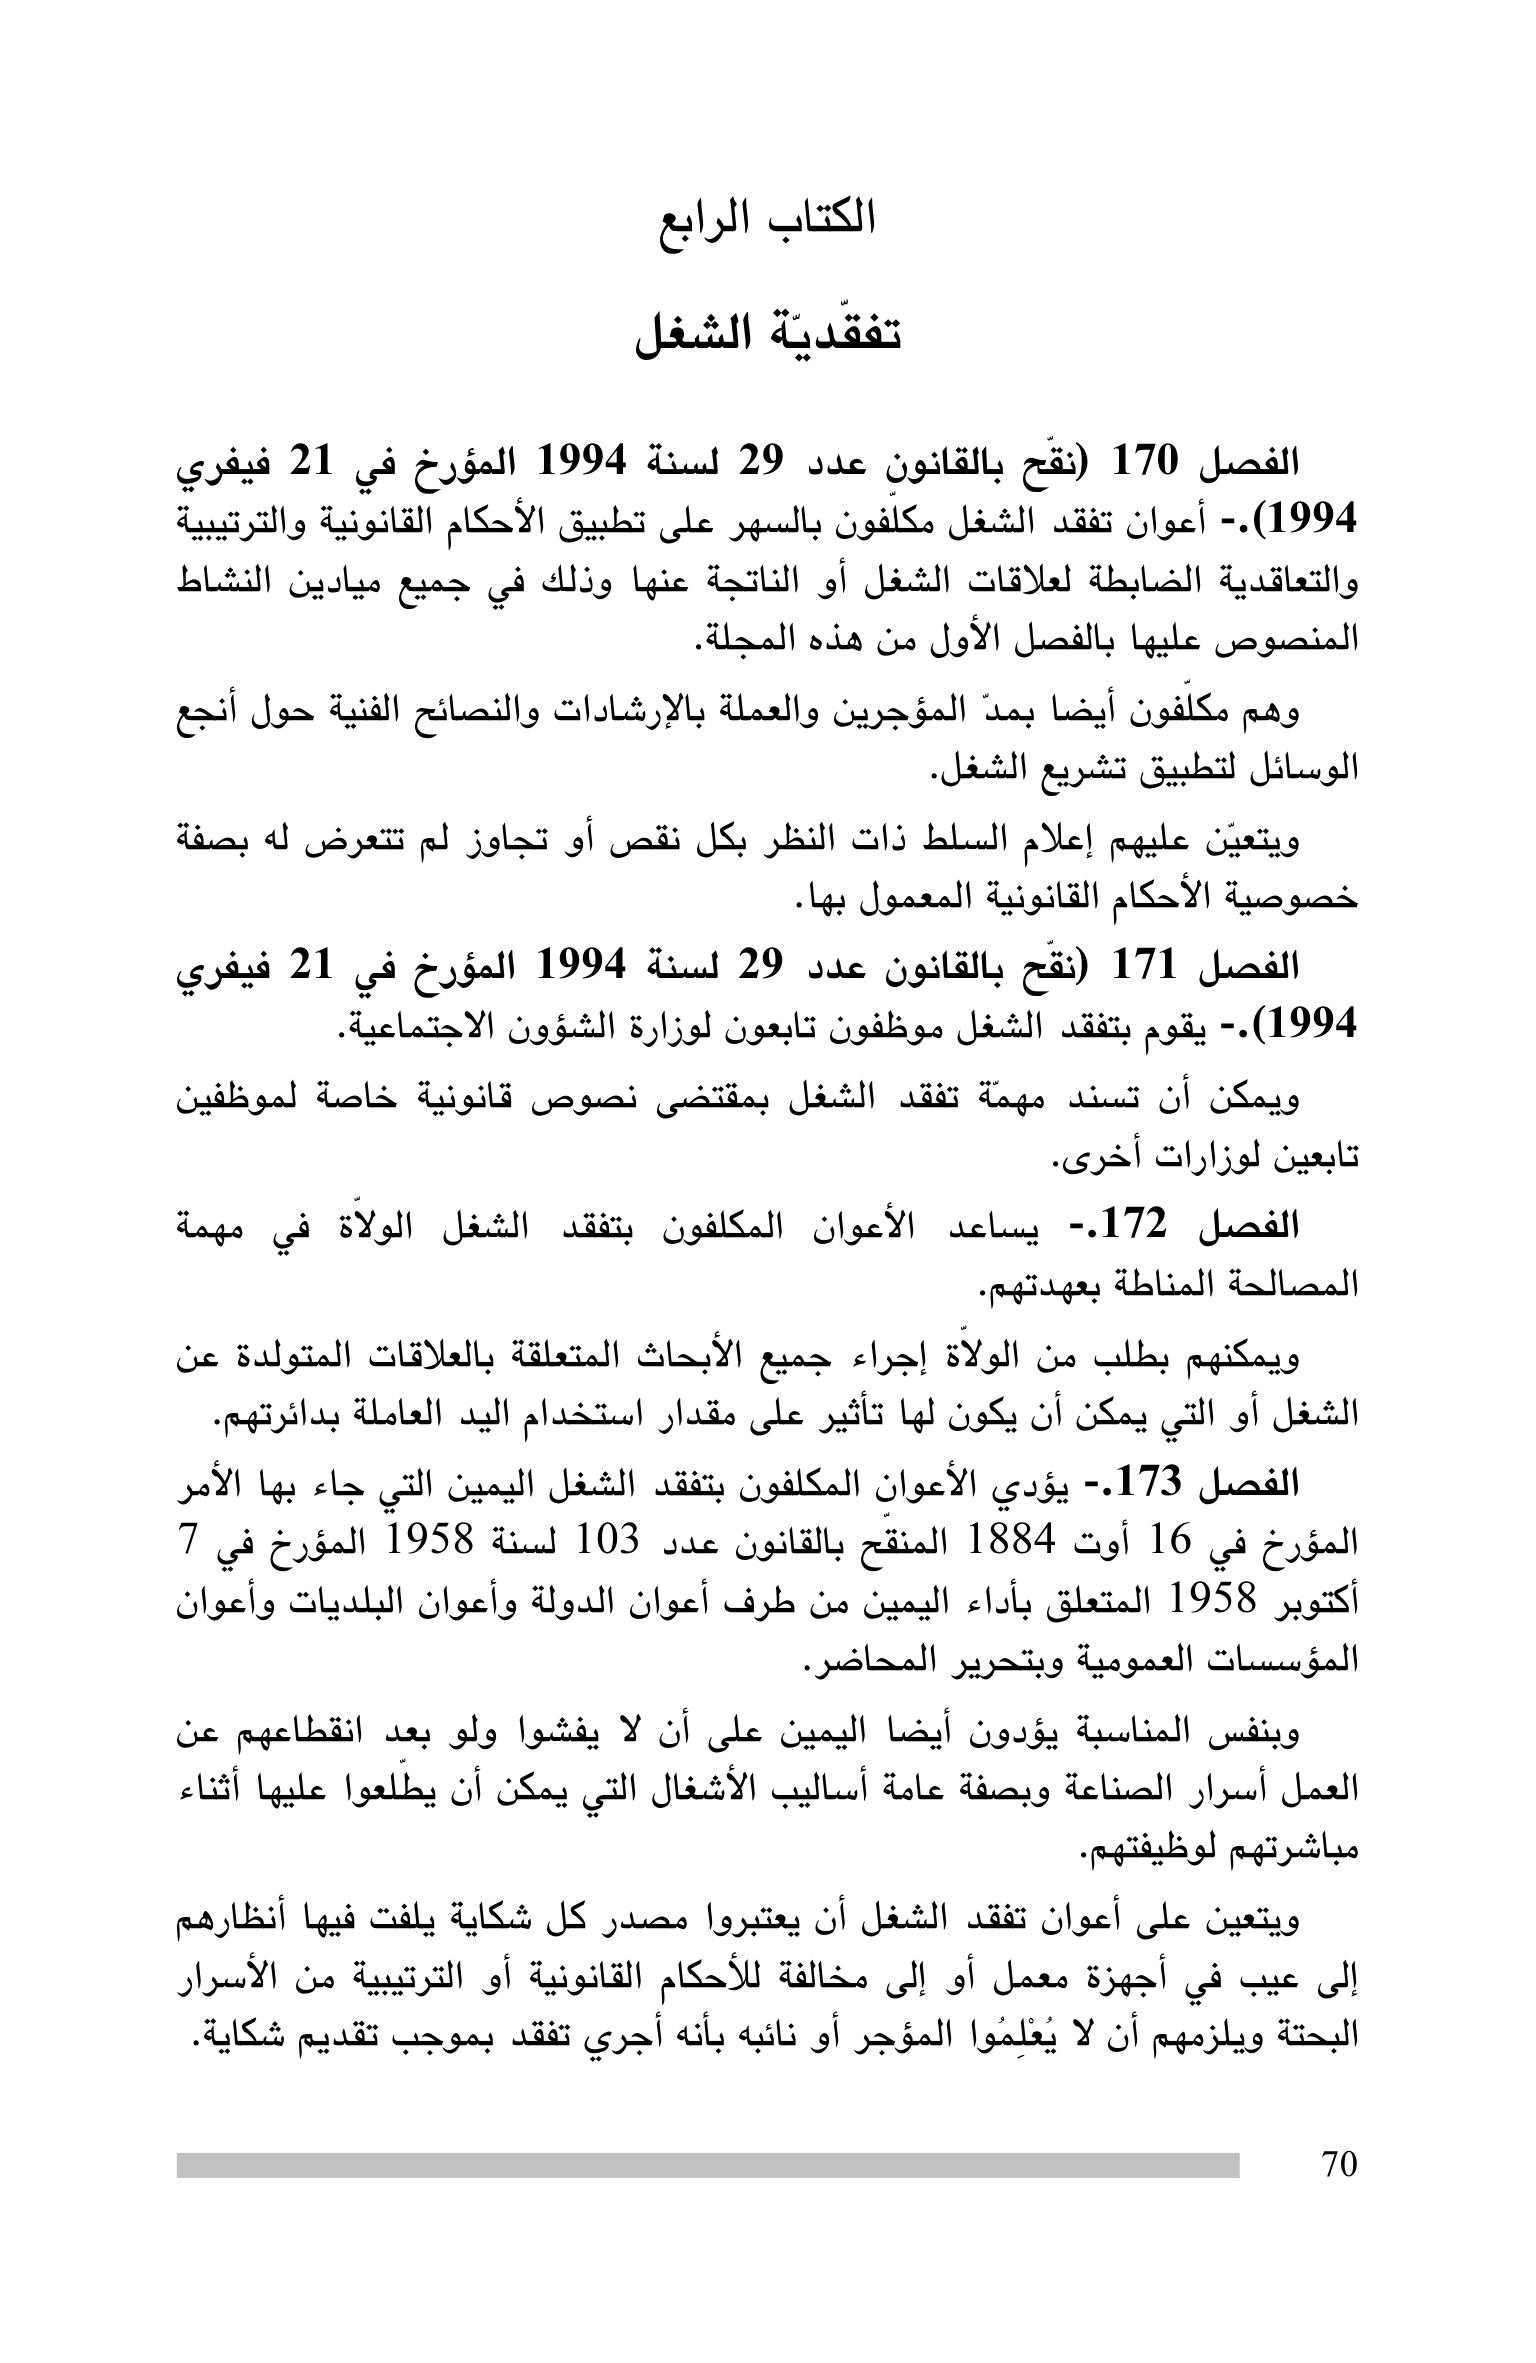 الكتاب الرابع
تفقّديّة الشغل
الفصل 170 (نقّح بالقانون عدد 29 لسنة 1994 المؤرخ في 21 فيفري
1994).- أعوان تفقد الشغل مكلّفون بالسهر على تطبيق الأحكام القانونية والترتيبية
والتعاقدية الضابطة لعلاقات الشغل أو الناتجة عنها وذلك في جميع ميادين النشاط
المنصوص عليها بالفصل الأول من هذه المجلة.
وهم مكلّفون أيضا بمدّ المؤجرين والعملة بالإرشادات والنصائح الفنية حول أنجع
الوسائل لتطبيق تشريع الشغل.
ويتعيّن عليهم إعلام السلط ذات النظر بكل نقص أو تجاوز لم تتعرض له بصفة
خصوصية الأحكام القانونية المعمول بها.
الفصل 171 (نقّح بالقانون عدد 29 لسنة 1994 المؤرخ في 21 فيفري
1994).- يقوم بتفقد الشغل موظفون تابعون لوزارة الشؤون الاجتماعية.
ويمكن أن تسند مهمّة تفقد الشغل بمقتضى نصوص قانونية خاصة لموظفين
تابعين لوزارات أخرى.
الفصل 172.- يساعد الأعوان المكلفون بتفقد الشغل الولاّة في مهمة
المصالحة المناطة بعهدتهم.
ويمكنهم بطلب من الولاّة إجراء جميع الأبحاث المتعلقة بالعلاقات المتولدة عن
الشغل أو التي يمكن أن يكون لها تأثير على مقدار استخدام اليد العاملة بدائرتهم.
الفصل 173.- يؤدي الأعوان المكلفون بتفقد الشغل اليمين التي جاء بها الأمر
المؤرخ في 16 أوت 1884 المنقّح بالقانون عدد 103 لسنة 1958 المؤرخ في 7
أكتوبر 1958 المتعلق بأداء اليمين من طرف أعوان الدولة وأعوان البلديات وأعوان
المؤسسات العمومية وبتحرير المحاضر.
وبنفس المناسبة يؤدون أيضا اليمين على أن لا يفشوا ولو بعد انقطاعهم عن
العمل أسرار الصناعة وبصفة عامة أساليب الأشغال التي يمكن أن يطّلعوا عليها أثناء
مباشرتهم لوظيفتهم.
ويتعين على أعوان تفقد الشغل أن يعتبروا مصدر كل شكاية يلفت فيها أنظارهم
إلى عيب في أجهزة معمل أو إلى مخالفة للأحكام القانونية أو الترتيبية من الأسرار
البحتة ويلزمهم أن لا يُعْلِمُوا المؤجر أو نائبه بأنه أجري تفقد بموجب تقديم شكاية.
70